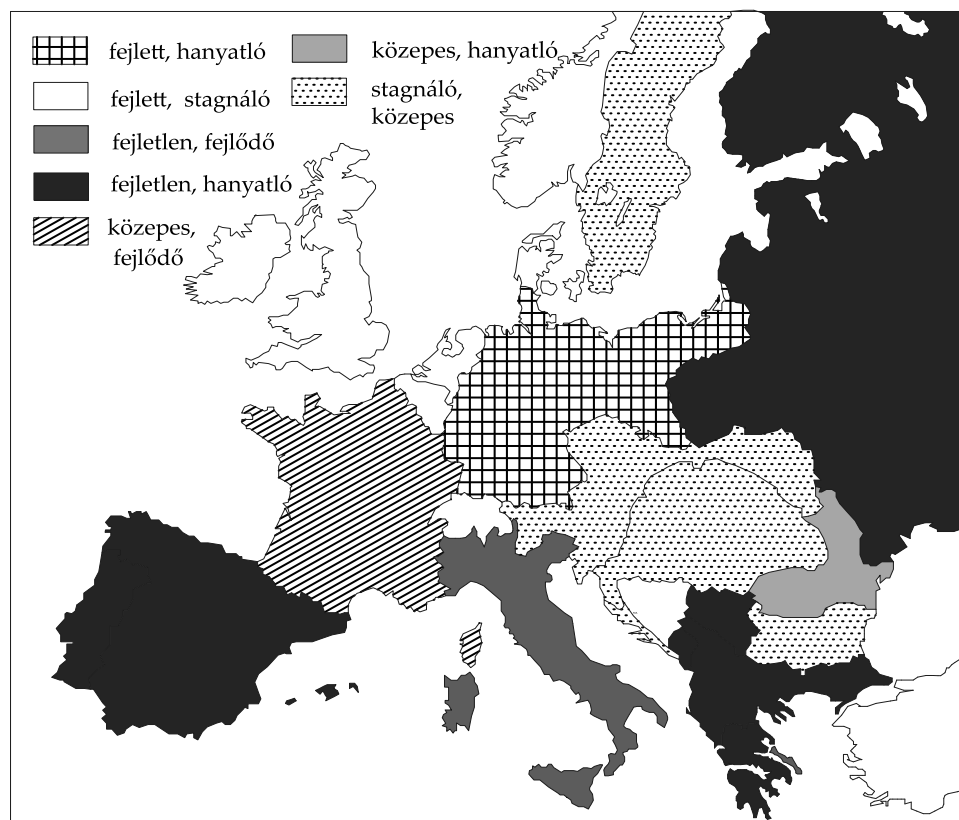 fejlett, hanyatló
fejlett, stagnáló
fejletlen, fejlődő
fejletlen, hanyatló
közepes,
fejlődő
közepes, hanyatló
stagnáló,
közepes